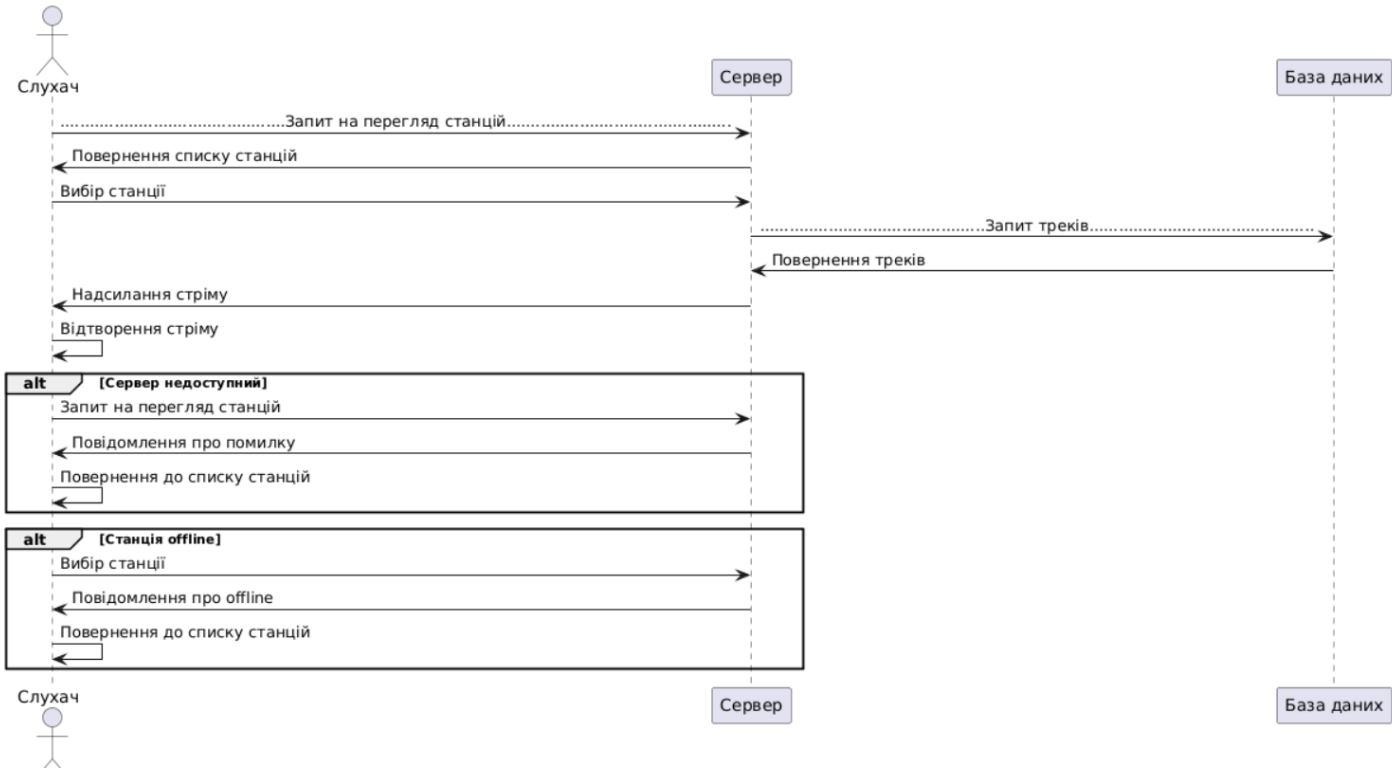 Слухач
Сервер
База даних
............................................Запит на перегляд станцій............................................
Повернення списку станцій
Вибір станції
............................................Запит треків............................................
Повернення треків
Надсилання стріму
Відтворення стріму
alt [Сервер недоступний]
Запит на перегляд станцій
Повідомлення про помилку
Повернення до списку станцій
alt [Станція offline]
Вибір станції
Повідомлення про offline
Повернення до списку станцій
Слухач
Сервер
База даних